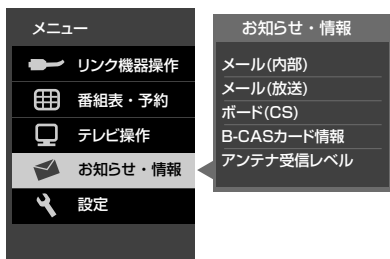 メニュー
リンク機器操作
番組表・予約
テレビ操作
お知らせ・情報
設定
お知らせ・情報
メール(内部)
メール(放送)
ボード(CS)
B-CASカード情報
アンテナ受信レベル